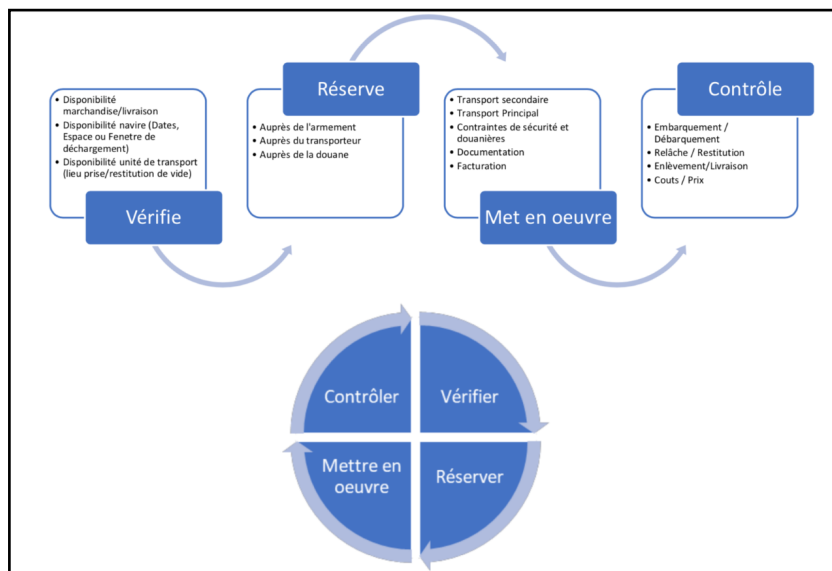 • Disponibilité
marchandise/livraison
• Disponibilité navire (Dates,
Espace ou Fenetre de
déchargement)
• Disponibilité unité de transport
(lieu prise/restitution de vide)
Vérifie
Réserve
• Auprès de l'armement
• Auprès du transporteur
• Auprès de la douane
• Transport secondaire
• Transport Principal
• Contraintes de sécurité et
douanières
• Documentation
• Facturation
Met en oeuvre
Contrôle
• Embarquement /
Débarquement
• Relâche / Restitution
• Enlèvement/Livraison
• Couts / Prix
Contrôler
Vérifier
Mettre en
oeuvre
Réserver